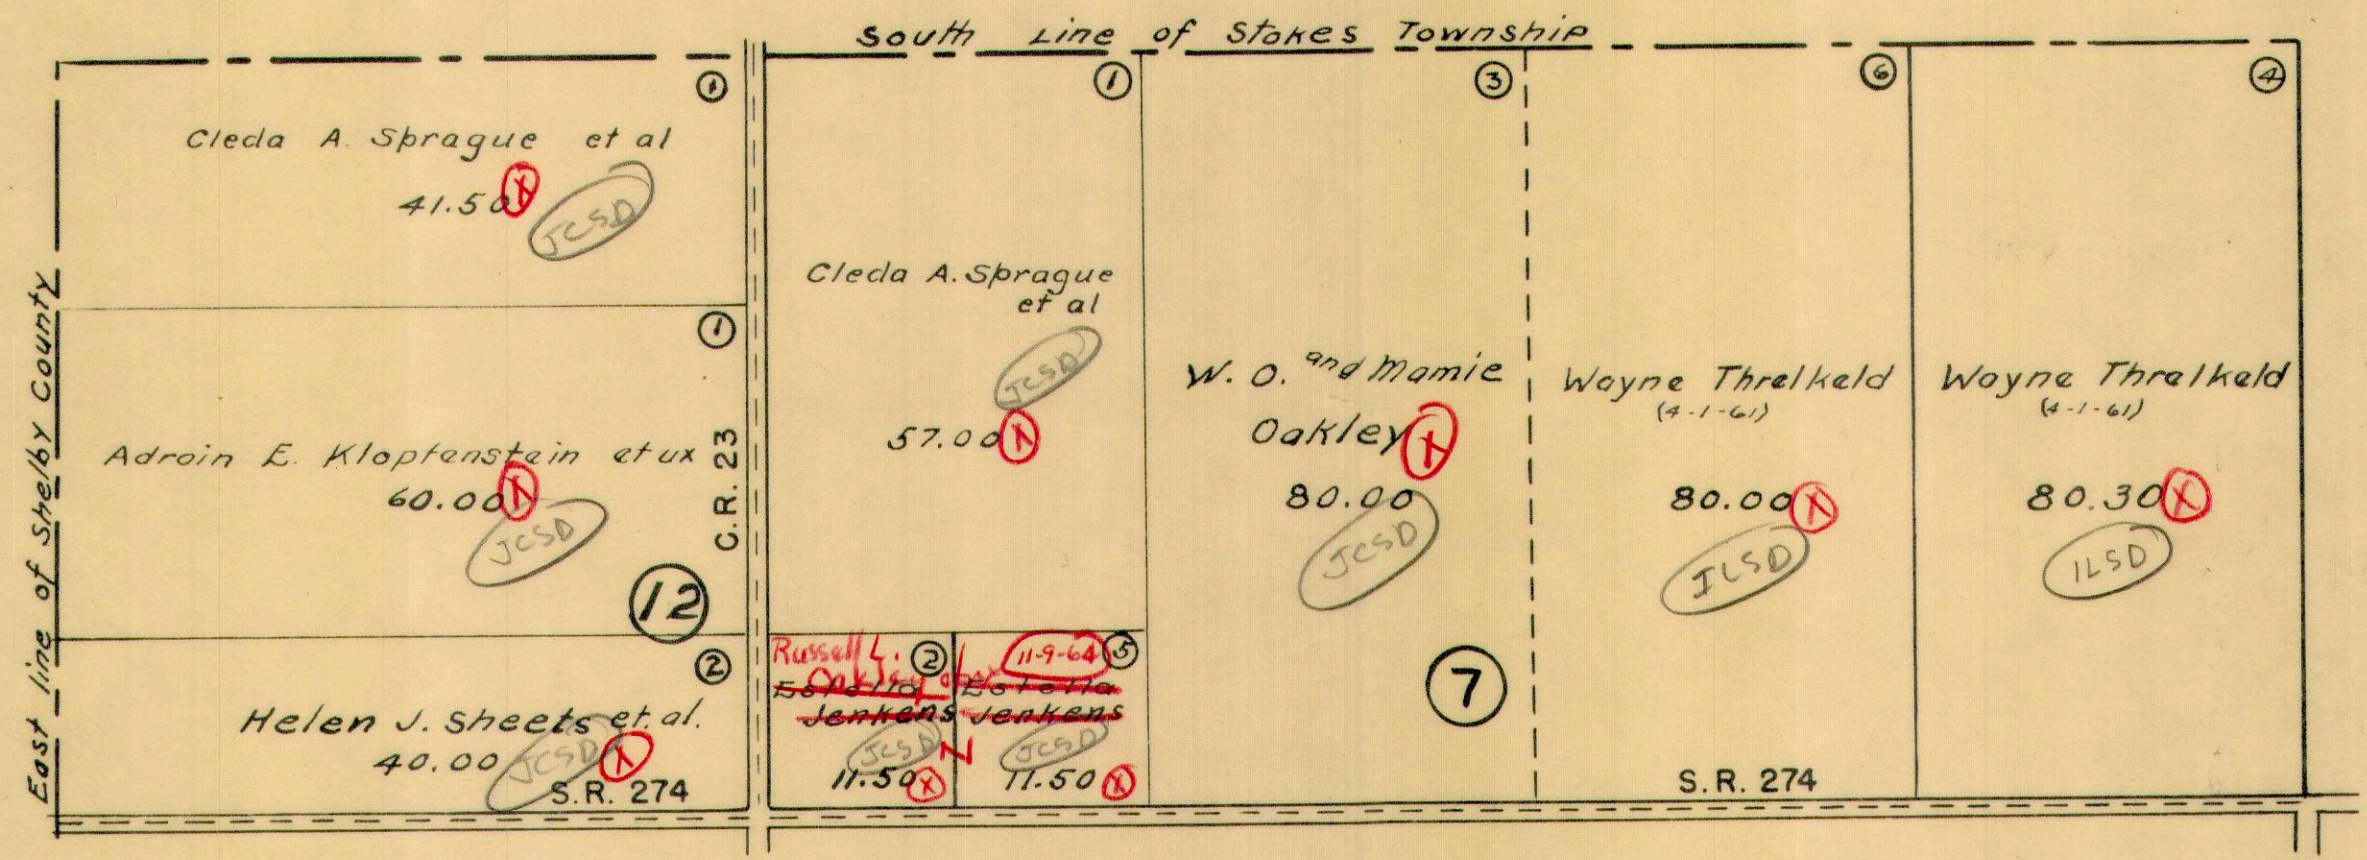 South Line of Stokes Township
East line of Shelby County
1
Cleda A. Sprague et al
41.50 X
JCSD
1
Adrain E. Klopfenstein et ux
60.00 X
JCSD
12
C.R. 23
2
Helen J. Sheets et. al.
40.00 X
JCSD
S.R. 274
1
Cleda A. Sprague
et al
JCSD
57.00 X
Russell L.
Oakley
2
Estella
Jenkens
JCSD
11.50 X
Z
11-9-64
5
Estella
Jenkens
JCSD
11.50 X
3
W. O. and Mamie
Oakley X
80.00
JCSD
7
6
Wayne Threlkeld
(4-1-61)
80.00 X
ILSD
S.R. 274
4
Wayne Threlkeld
(4-1-61)
80.30 X
ILSD